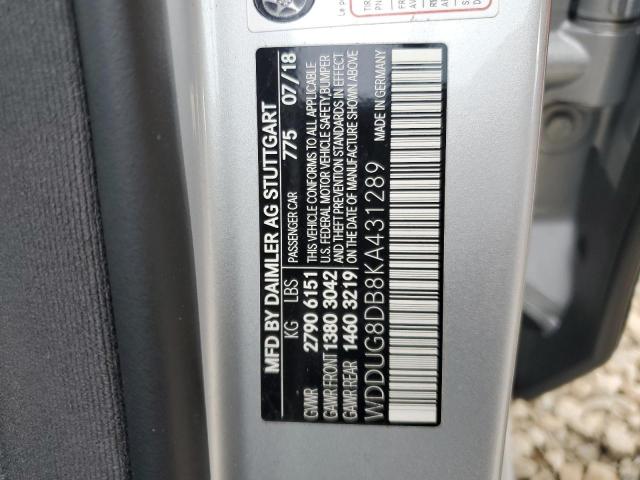 MFD BY DAIMLER AG STUTTGART
KG LBS PASSENGER CAR 775 07/18
GVWR 2790 6151 THIS VEHICLE CONFORMS TO ALL APPLICABLE
U.S. FEDERAL MOTOR VEHICLE SAFETY, BUMPER
GAWR FRONT 1380 3042 AND THEFT PREVENTION STANDARDS IN EFFECT
GAWR REAR 1460 3219 ON THE DATE OF MANUFACTURE SHOWN ABOVE
WDDUG8DB8KA431289 MADE IN GERMANY